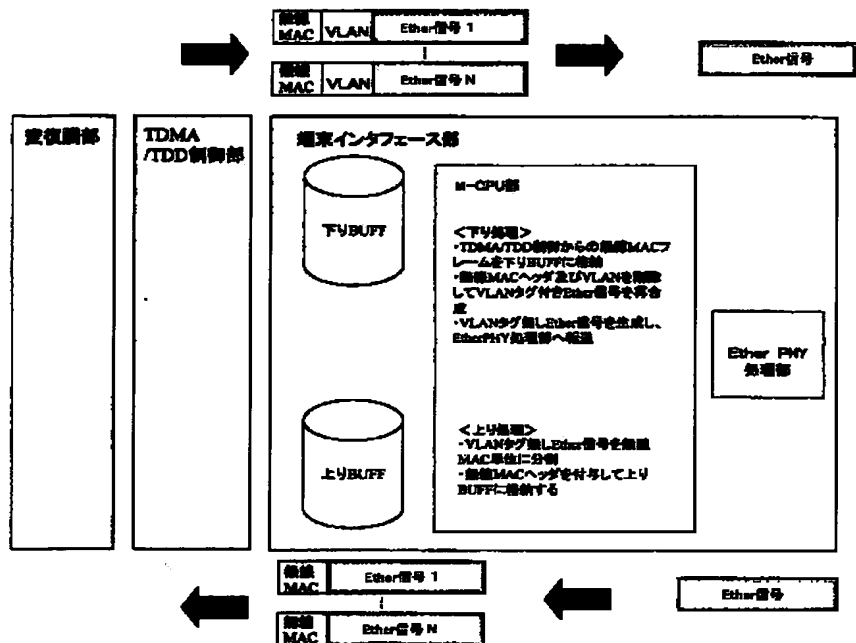 無線 MAC VLAN Ether信号 1
無線 MAC VLAN Ether信号 N
Ether信号
変復調部
TDMA
/TDD制御部
端末インタフェース部
下りBUFF
上りBUFF
M-CPU部
<下り処理>
・TDMA/TDD制御からの無線MACフ
レームを下りBUFFに格納
・無線MACヘッダ及びVLANを削除
してVLANタグ付きEther信号を再合
成
・VLANタグ無しEther信号を生成し、
EtherPHY処理部へ転送
<上り処理>
・VLANタグ無しEther信号を無線
MAC単位に分割
・無線MACヘッダを付与して上り
BUFFに格納する
Ether PHY
処理部
無線 MAC Ether信号 1
無線 MAC Ether信号 N
Ether信号